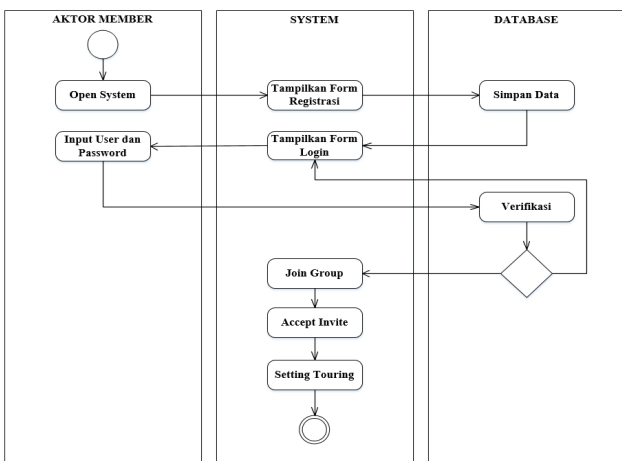 AKTOR MEMBER
SYSTEM
DATABASE
Open System
Tampilkan Form
Registrasi
Simpan Data
Input User dan
Password
Tampilkan Form
Login
Verifikasi
Join Group
Accept Invite
Setting Touring